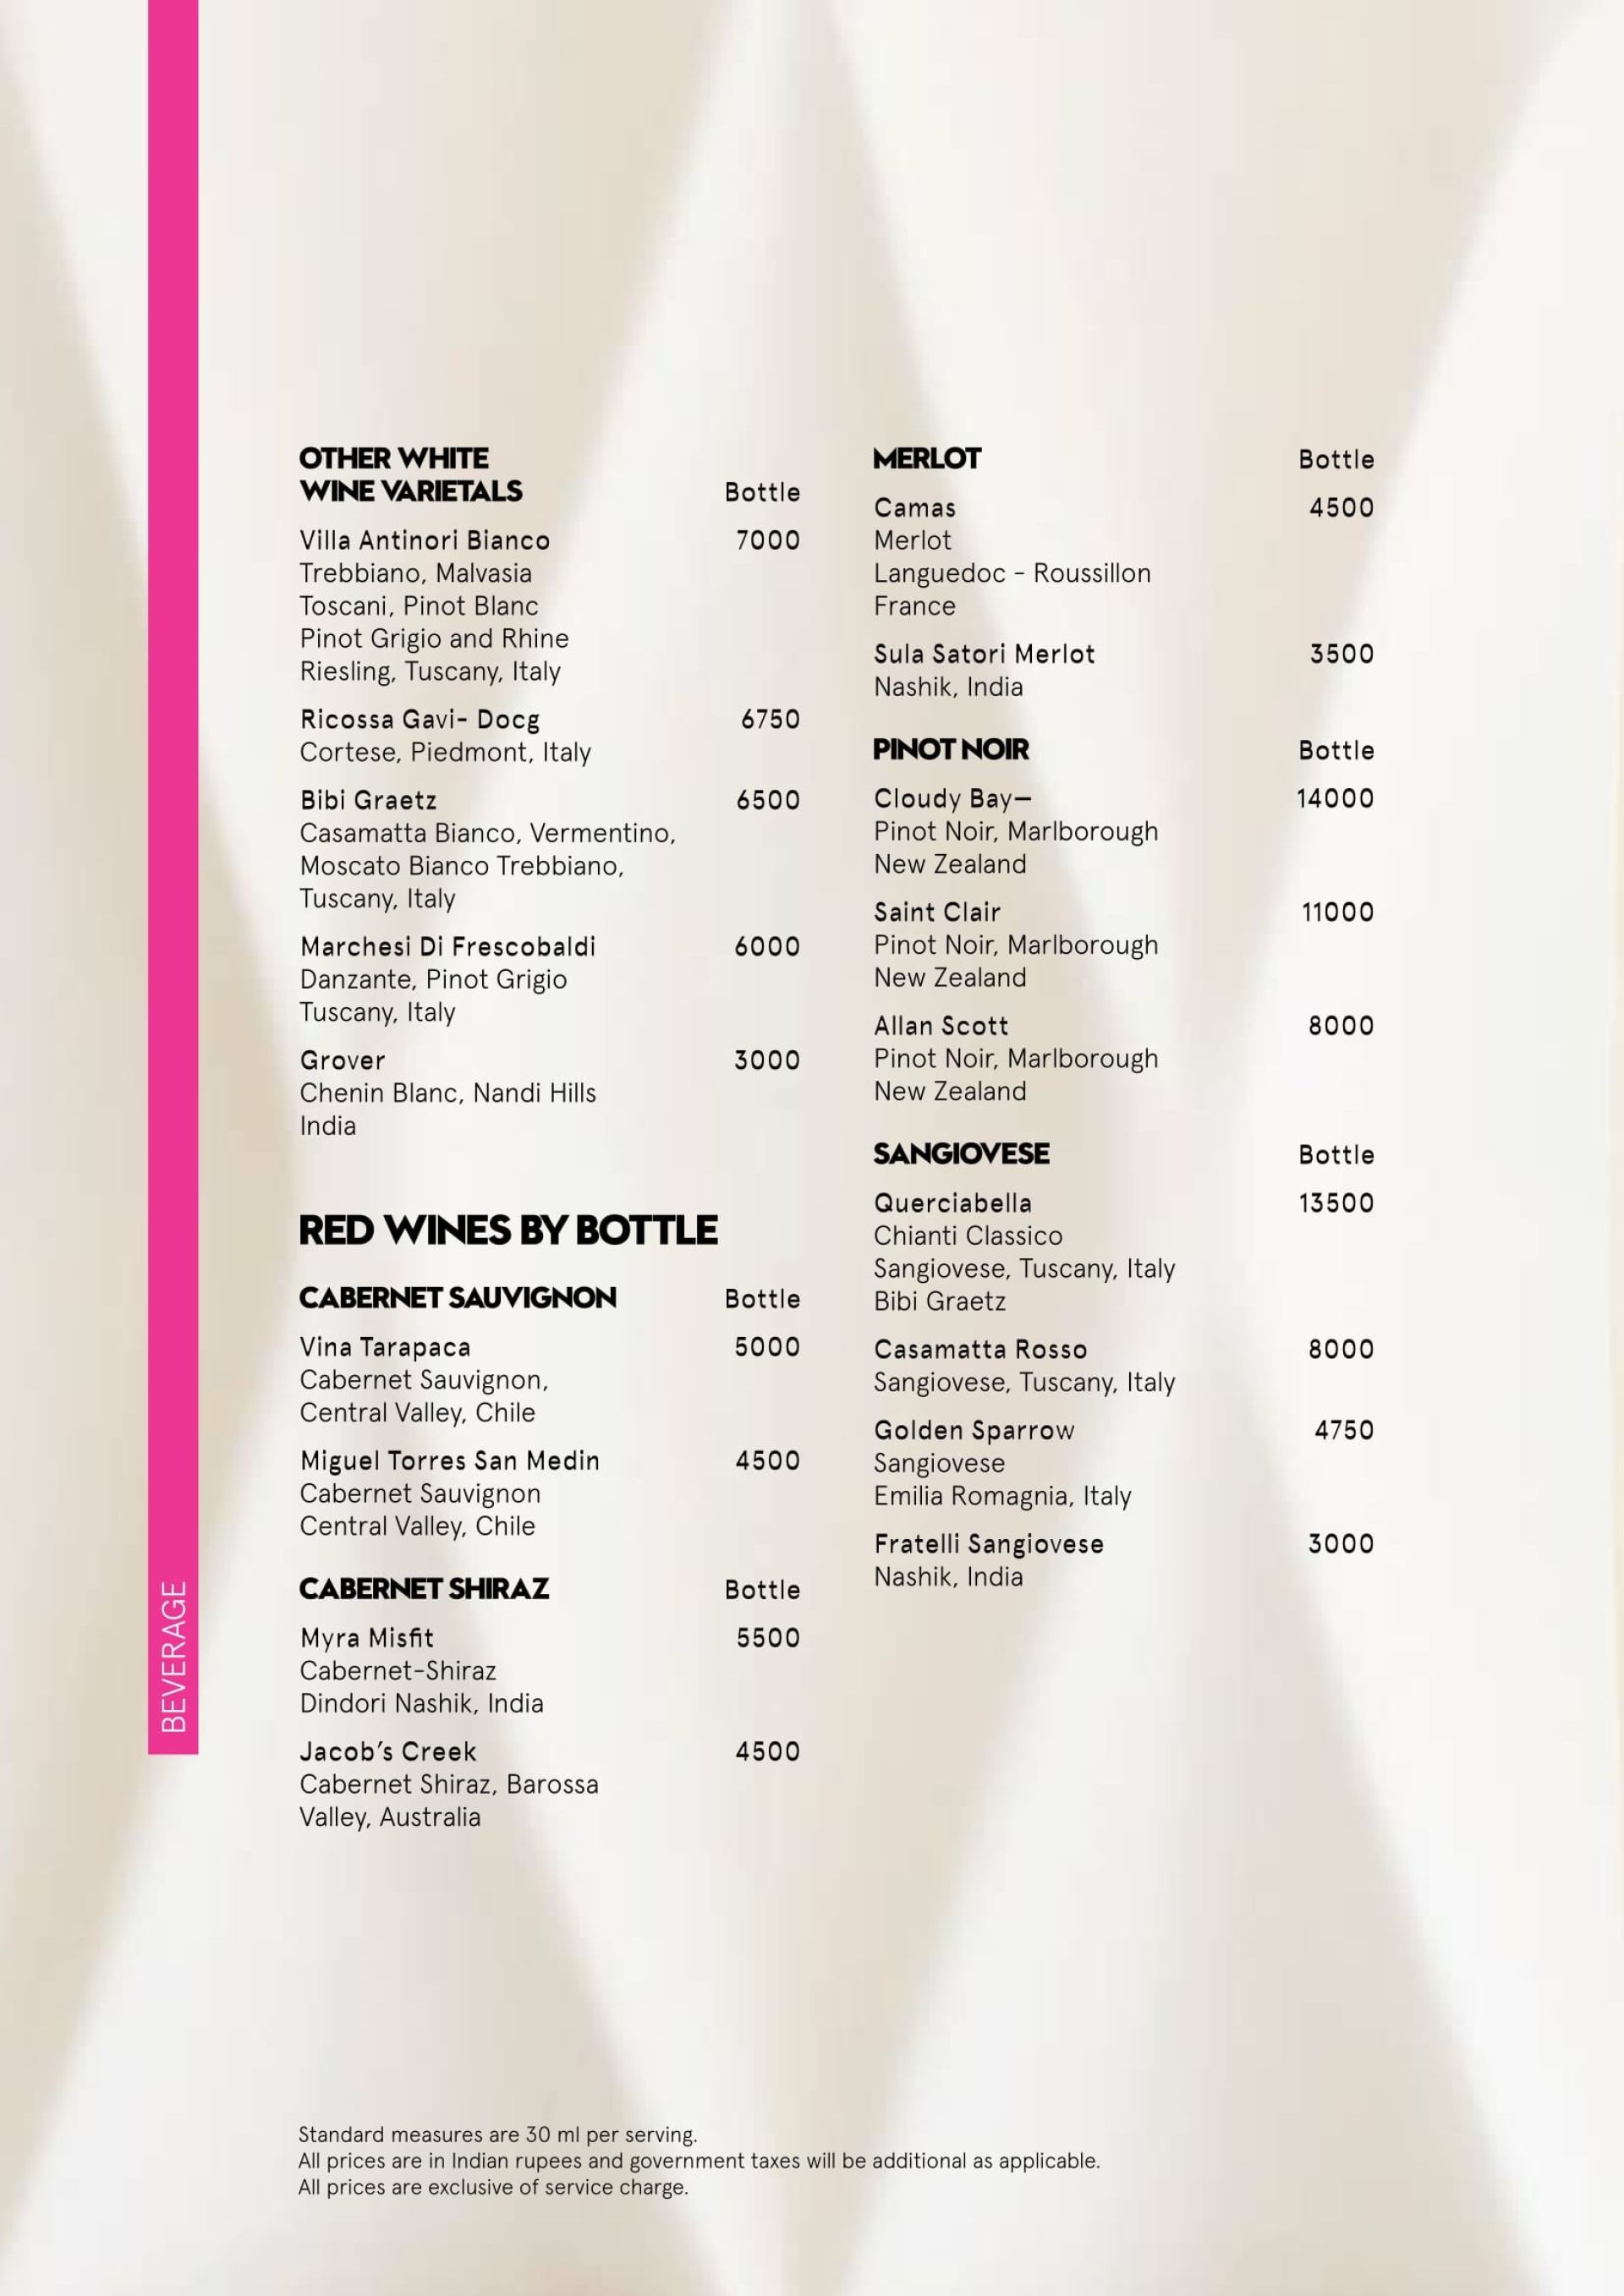 OTHER WHITE
WINE VARIETALS Bottle
Villa Antinori Bianco 7000
Trebbiano, Malvasia
Toscani, Pinot Blanc
Pinot Grigio and Rhine
Riesling, Tuscany, Italy
Ricossa Gavi- Docg 6750
Cortese, Piedmont, Italy
Bibi Graetz 6500
Casamatta Bianco, Vermentino,
Moscato Bianco Trebbiano,
Tuscany, Italy
Marchesi Di Frescobaldi 6000
Danzante, Pinot Grigio
Tuscany, Italy
Grover 3000
Chenin Blanc, Nandi Hills
India
RED WINES BY BOTTLE
CABERNET SAUVIGNON Bottle
Vina Tarapaca 5000
Cabernet Sauvignon,
Central Valley, Chile
Miguel Torres San Medin 4500
Cabernet Sauvignon
Central Valley, Chile
CABERNET SHIRAZ Bottle
Myra Misfit 5500
Cabernet-Shiraz
Dindori Nashik, India
Jacob’s Creek 4500
Cabernet Shiraz, Barossa
Valley, Australia
MERLOT Bottle
Camas 4500
Merlot
Languedoc - Roussillon
France
Sula Satori Merlot 3500
Nashik, India
PINOT NOIR Bottle
Cloudy Bay— 14000
Pinot Noir, Marlborough
New Zealand
Saint Clair 11000
Pinot Noir, Marlborough
New Zealand
Allan Scott 8000
Pinot Noir, Marlborough
New Zealand
SANGIOVESE Bottle
Querciabella 13500
Chianti Classico
Sangiovese, Tuscany, Italy
Bibi Graetz
Casamatta Rosso 8000
Sangiovese, Tuscany, Italy
Golden Sparrow 4750
Sangiovese
Emilia Romagnia, Italy
Fratelli Sangiovese 3000
Nashik, India
BEVERAGE
Standard measures are 30 ml per serving.
All prices are in Indian rupees and government taxes will be additional as applicable.
All prices are exclusive of service charge.